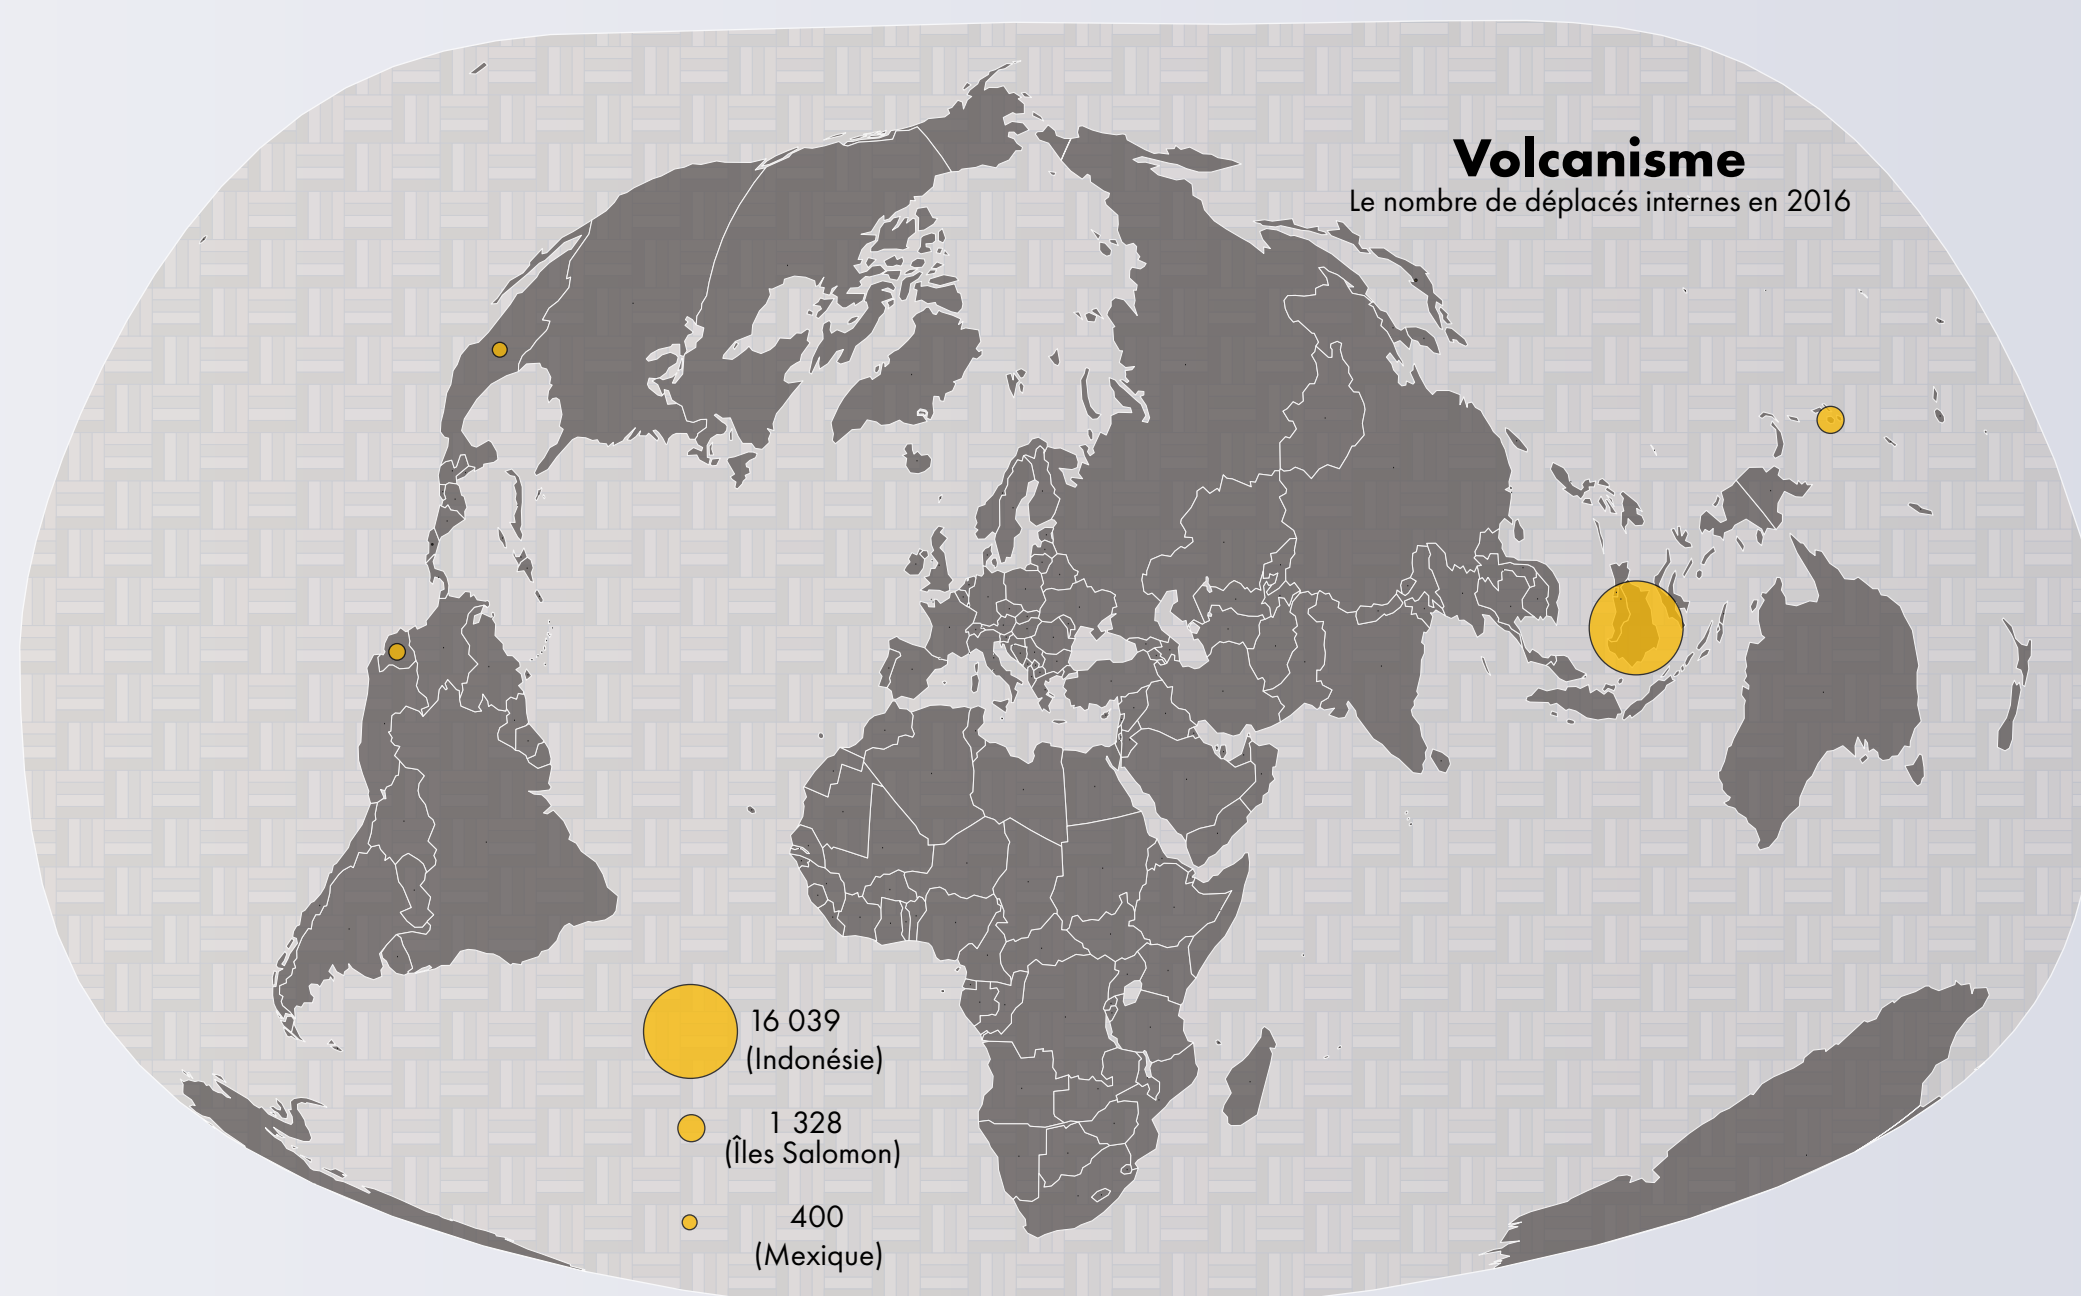 Volcanisme
Le nombre de déplacés internes en 2016
16 039
(Indonésie)
1 328
(Îles Salomon)
400
(Mexique)